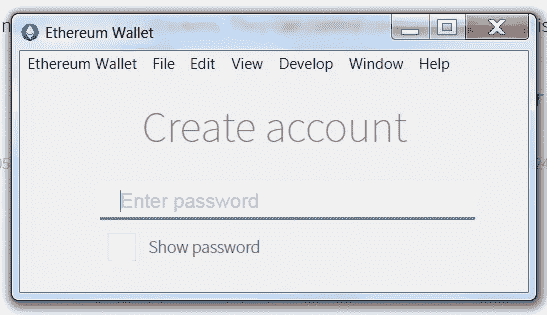 Ethereum Wallet
Ethereum Wallet File Edit View Develop Window Help
Create account
Enter password
Show password